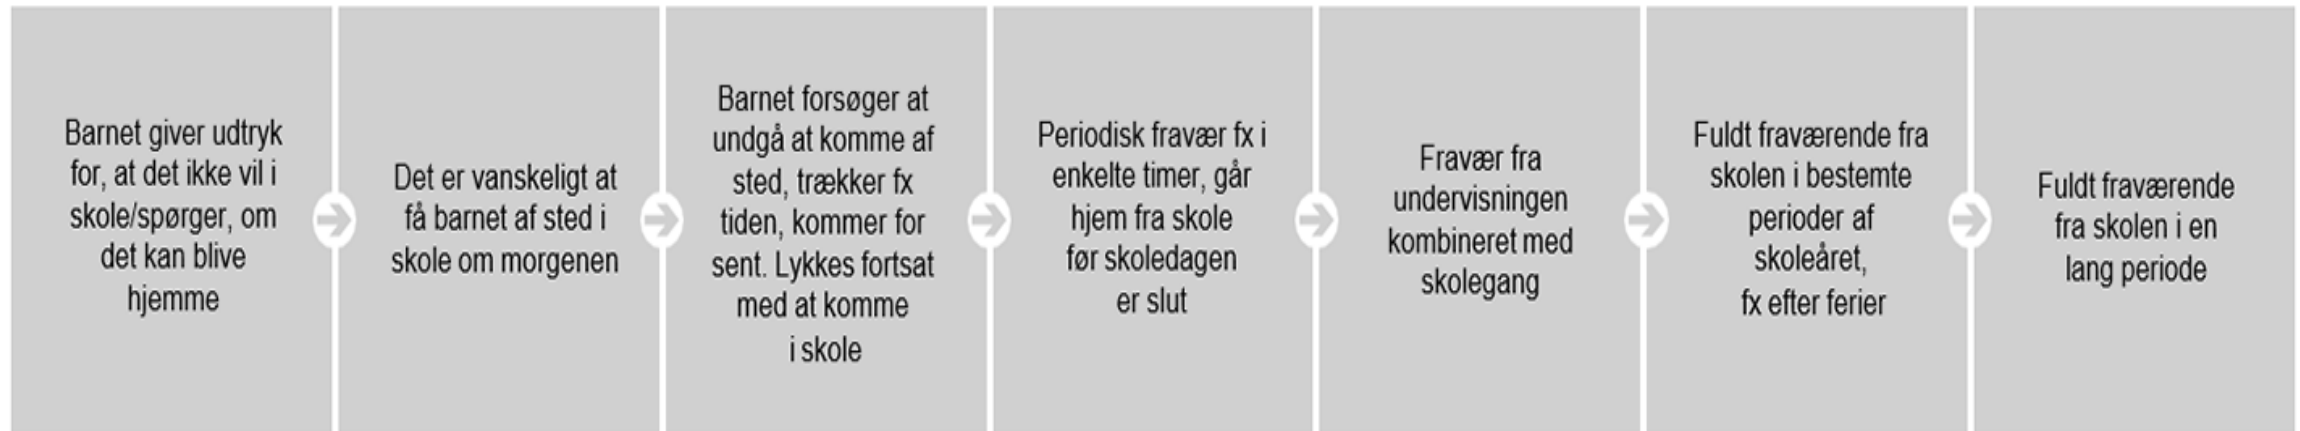 Barnet giver udtryk
for, at det ikke vil i
skole/spørger, om
det kan blive
hjemme
Det er vanskeligt at
få barnet af sted i
skole om morgenen
Barnet forsøger at
undgå at komme af
sted, trækker fx
tiden, kommer for
sent. Lykkes fortsat
med at komme
i skole
Periodisk fravær fx i
enkelte timer, går
hjem fra skole
før skoledagen
er slut
Fravær fra
undervisningen
kombineret med
skolegang
Fuldt fraværende fra
skolen i bestemte
perioder af
skoleåret,
fx efter ferier
Fuldt fraværende
fra skolen i en
lang periode